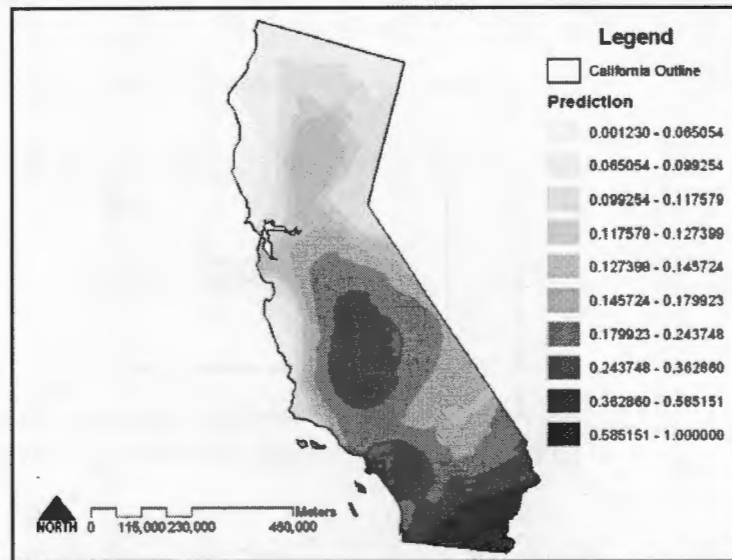 Legend
California Outline
Prediction
0.001230 - 0.065054
0.065054 - 0.099254
0.099254 - 0.117579
0.117579 - 0.127399
0.127398 - 0.145724
0.145724 - 0.179923
0.179923 - 0.243748
0.243748 - 0.362860
0.362860 - 0.565151
0.585151 - 1.000000
Meters
NORTH 0 115,000 230,000 460,000